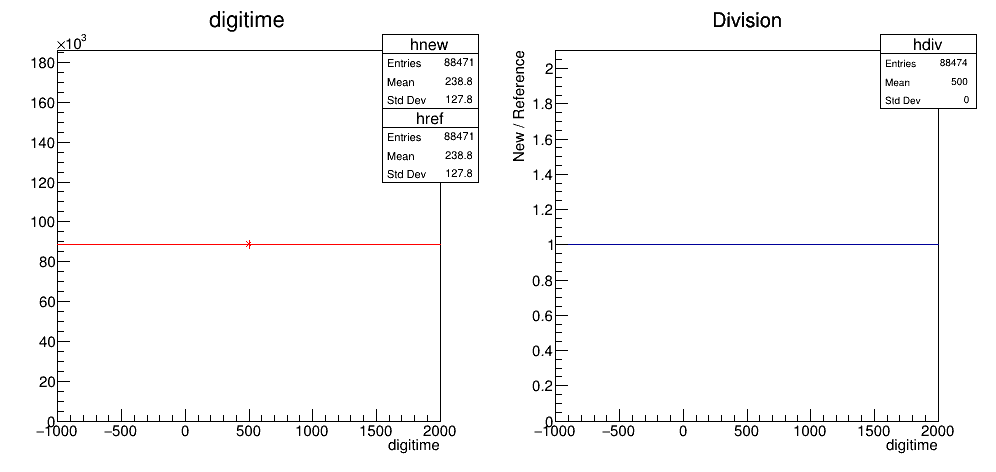 digitime
×10³
180
160
140
120
100
80
60
40
20
0
−1000 −500 0 500 1000 1500 2000
digitime
hnew
Entries 88471
Mean 238.8
Std Dev 127.8
href
Entries 88471
Mean 238.8
Std Dev 127.8
Division
New / Reference
2
1.8
1.6
1.4
1.2
1
0.8
0.6
0.4
0.2
0
−1000 −500 0 500 1000 1500 2000
digitime
hdiv
Entries 88474
Mean 500
Std Dev 0